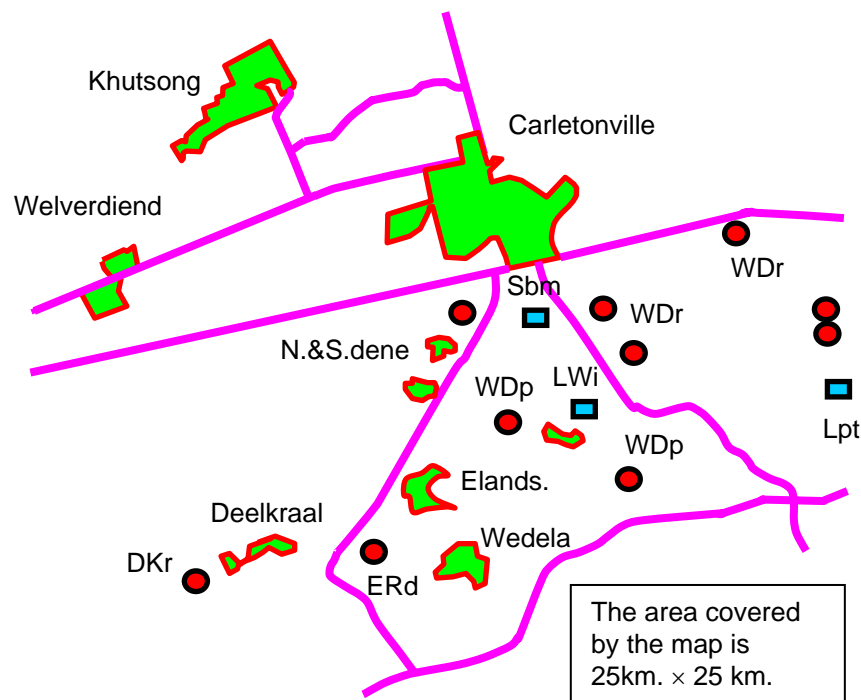 Khutsong
Carletonville
Welverdiend
WDr
Sbm
WDr
N.&S.dene
WDp
LWi
Lpt
WDp
Elands.
Deelkraal
Wedela
DKr
ERd
The area covered
by the map is
25km. × 25 km.